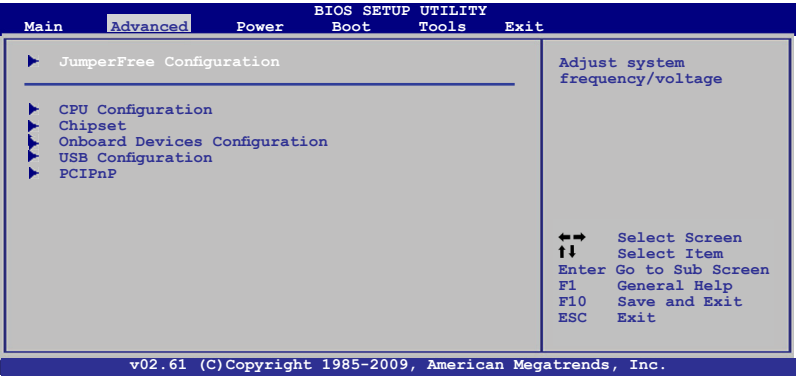 BIOS SETUP UTILITY
Main Advanced Power Boot Tools Exit
JumperFree Configuration
CPU Configuration
Chipset
Onboard Devices Configuration
USB Configuration
PCIPnP
Adjust system
frequency/voltage
Select Screen
Select Item
Enter Go to Sub Screen
F1 General Help
F10 Save and Exit
ESC Exit
v02.61 (C)Copyright 1985-2009, American Megatrends, Inc.